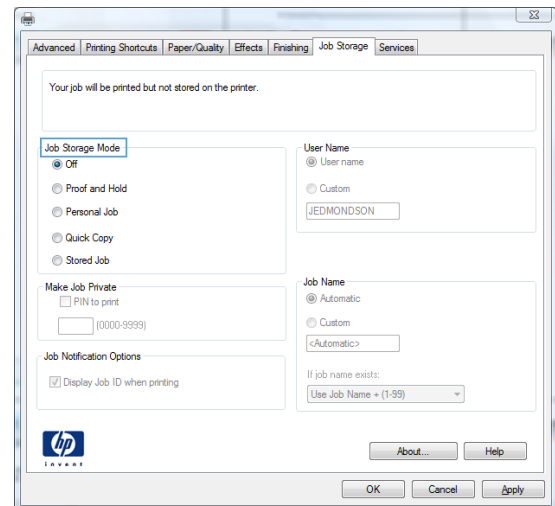 Advanced
Printing Shortcuts
Paper/Quality
Effects
Finishing
Job Storage
Services
Your job will be printed but not stored on the printer.
Job Storage Mode
Off
Proof and Hold
Personal Job
Quick Copy
Stored Job
User Name
User name
Custom
JEDMONDSON
Make Job Private
PIN to print
(0000-9999)
Job Name
Automatic
Custom
<Automatic>
If job name exists:
Use Job Name + (1-99)
Job Notification Options
Display Job ID when printing
hp
invent
About...
Help
OK
Cancel
Apply